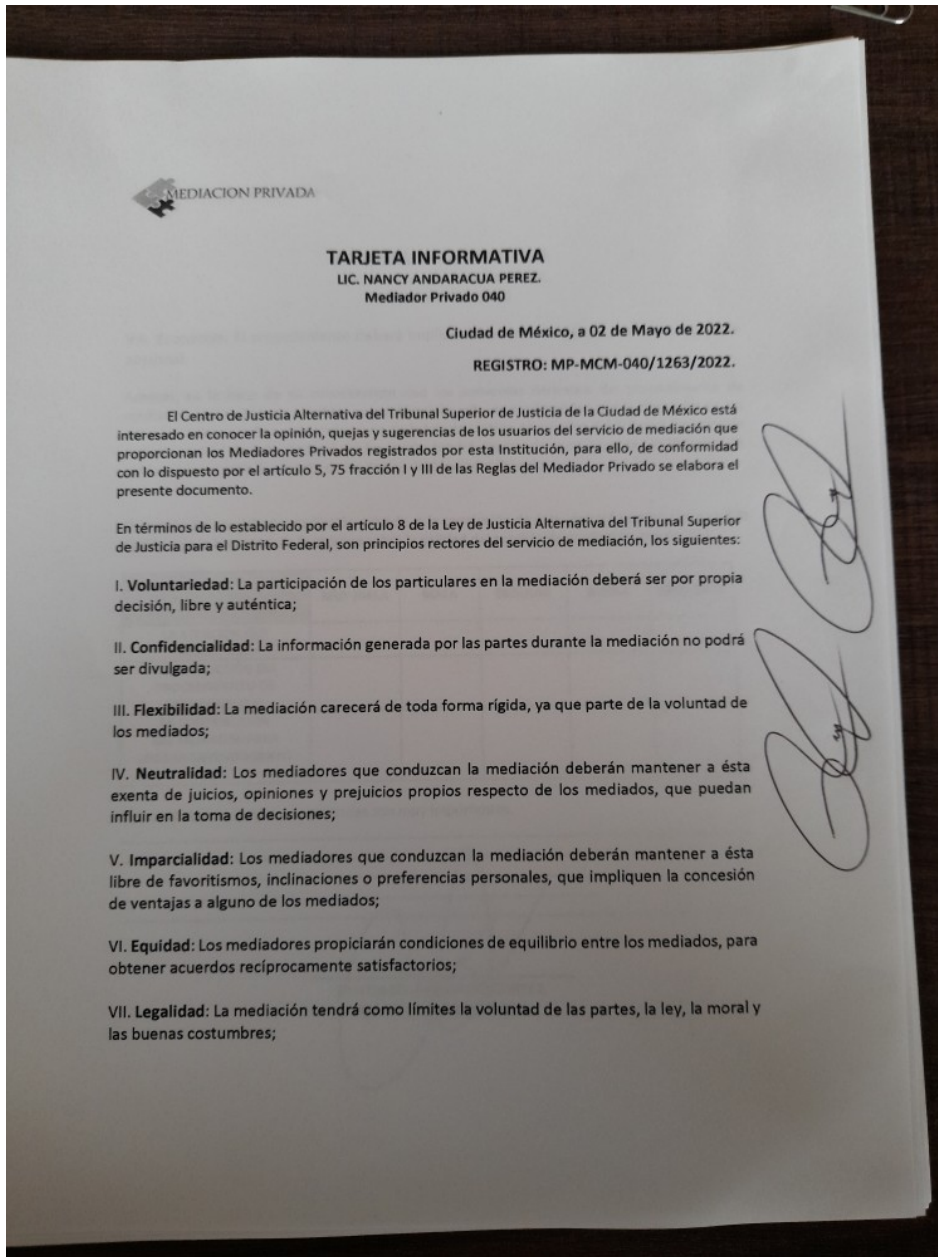 MEDIACION PRIVADA
TARJETA INFORMATIVA
LIC. NANCY ANDARACUA PEREZ.
Mediador Privado 040
Ciudad de México, a 02 de Mayo de 2022.
REGISTRO: MP-MCM-040/1263/2022.
El Centro de Justicia Alternativa del Tribunal Superior de Justicia de la Ciudad de México está
interesado en conocer la opinión, quejas y sugerencias de los usuarios del servicio de mediación que
proporcionan los Mediadores Privados registrados por esta Institución, para ello, de conformidad
con lo dispuesto por el artículo 5, 75 fracción I y III de las Reglas del Mediador Privado se elabora el
presente documento.
En términos de lo establecido por el artículo 8 de la Ley de Justicia Alternativa del Tribunal Superior
de Justicia para el Distrito Federal, son principios rectores del servicio de mediación, los siguientes:
I. Voluntariedad: La participación de los particulares en la mediación deberá ser por propia
decisión, libre y auténtica;
II. Confidencialidad: La información generada por las partes durante la mediación no podrá
ser divulgada;
III. Flexibilidad: La mediación carecerá de toda forma rígida, ya que parte de la voluntad de
los mediados;
IV. Neutralidad: Los mediadores que conduzcan la mediación deberán mantener a ésta
exenta de juicios, opiniones y prejuicios propios respecto de los mediados, que puedan
influir en la toma de decisiones;
V. Imparcialidad: Los mediadores que conduzcan la mediación deberán mantener a ésta
libre de favoritismos, inclinaciones o preferencias personales, que impliquen la concesión
de ventajas a alguno de los mediados;
VI. Equidad: Los mediadores propiciarán condiciones de equilibrio entre los mediados, para
obtener acuerdos recíprocamente satisfactorios;
VII. Legalidad: La mediación tendrá como límites la voluntad de las partes, la ley, la moral y
las buenas costumbres;